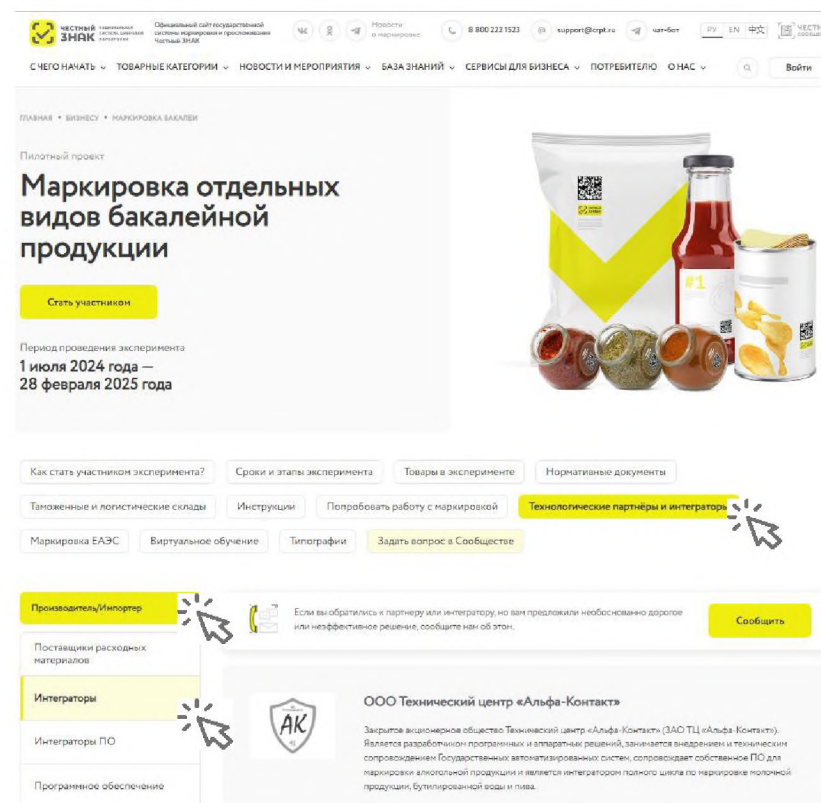 ЧЕСТНЫЙ ЗНАК
НАЦИОНАЛЬНАЯ СИСТЕМА ЦИФРОВОЙ МАРКИРОВКИ
Официальный сайт государственной
системы маркировки и прослеживания
Честный ЗНАК
Новости
о маркировке
8 800 222 1523
support@crpt.ru
чат-бот
РУ EN 中文
С ЧЕГО НАЧАТЬ ТОВАРНЫЕ КАТЕГОРИИ НОВОСТИ И МЕРОПРИЯТИЯ БАЗА ЗНАНИЙ СЕРВИСЫ ДЛЯ БИЗНЕСА ПОТРЕБИТЕЛЮ О НАС Войти
ГЛАВНАЯ • БИЗНЕСУ • МАРКИРОВКА БАКАЛЕИ
Пилотный проект
Маркировка отдельных
видов бакалейной
продукции
Стать участником
Период проведения эксперимента
1 июля 2024 года —
28 февраля 2025 года
#1
Как стать участником эксперимента? Сроки и этапы эксперимента Товары в эксперименте Нормативные документы
Таможенные и логистические склады Инструкции Попробовать работу с маркировкой Технологические партнёры и интеграторы
Маркировка ЕАЭС Виртуальное обучение Типографии Задать вопрос в Сообществе
Производитель/Импортер
Поставщики расходных
материалов
Интеграторы
Интеграторы ПО
Программное обеспечение
Если вы обратились к партнеру или интегратору, но вам предложили необоснованно дорогое
или неэффективное решение, сообщите нам об этом.
Сообщить
АК
ООО Технический центр «Альфа-Контакт»
Закрытое акционерное общество Технический центр «Альфа-Контакт» (ЗАО ТЦ «Альфа-Контакт»).
Является разработчиком программных и аппаратных решений, занимается внедрением и техническим
сопровождением Государственных автоматизированных систем, сопровождает собственное ПО для
маркировки алкогольной продукции и является интегратором полного цикла по маркировке молочной
продукции, бутилированной воды и пива.